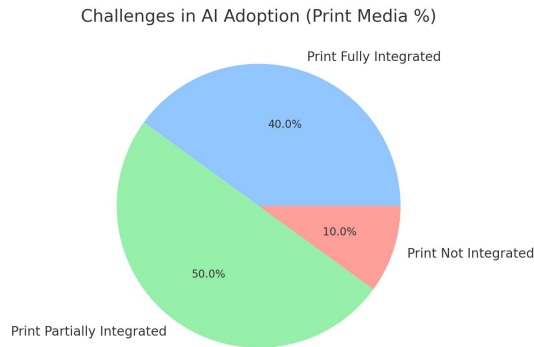 Challenges in AI Adoption (Print Media %)
Print Fully Integrated
40.0%
10.0%
Print Not Integrated
50.0%
Print Partially Integrated